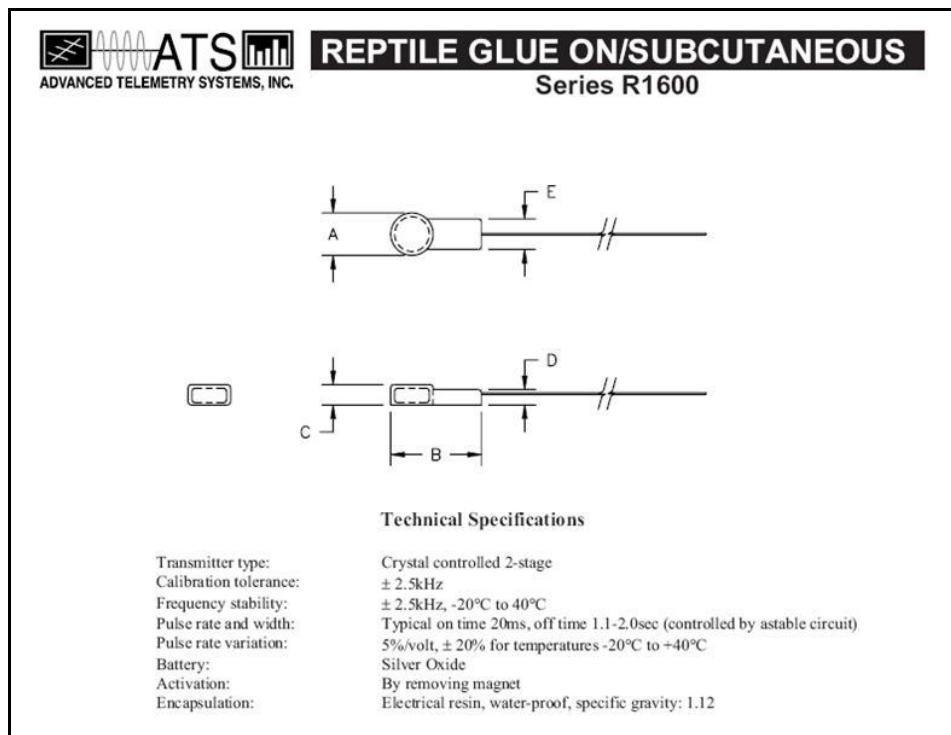 ATS
ADVANCED TELEMETRY SYSTEMS, INC.
REPTILE GLUE ON/SUBCUTANEOUS
Series R1600
E
A
D
C
B
Technical Specifications
Transmitter type: Crystal controlled 2-stage
Calibration tolerance: ± 2.5kHz
Frequency stability: ± 2.5kHz, -20°C to 40°C
Pulse rate and width: Typical on time 20ms, off time 1.1-2.0sec (controlled by astable circuit)
Pulse rate variation: 5%/volt, ± 20% for temperatures -20°C to +40°C
Battery: Silver Oxide
Activation: By removing magnet
Encapsulation: Electrical resin, water-proof, specific gravity: 1.12